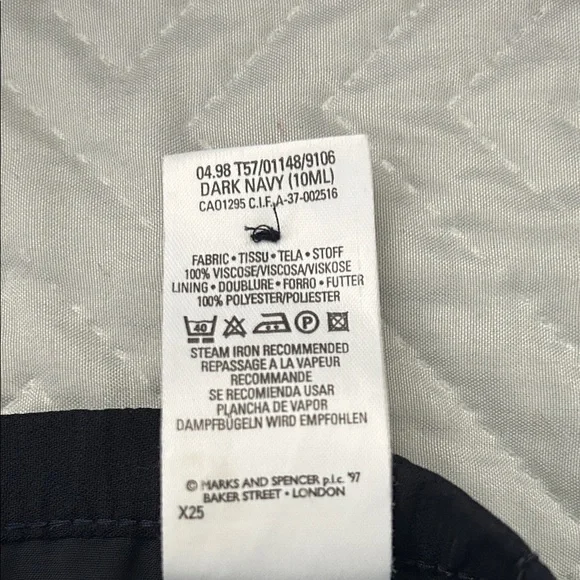 04.98 T57/01148/9106
DARK NAVY (10ML)
CA01295 C.I.F. A-37-002516
FABRIC • TISSU • TELA • STOFF
100% VISCOSE/VISCOSA/VISKOSE
LINING • DOUBLURE • FORRO • FUTTER
100% POLYESTER/POLIESTER
40 P
STEAM IRON RECOMMENDED
REPASSAGE A LA VAPEUR
RECOMMANDE
SE RECOMIENDA USAR
PLANCHA DE VAPOR
DAMPFBÜGELN WIRD EMPFOHLEN
© MARKS AND SPENCER p.l.c. '97
BAKER STREET • LONDON
X25